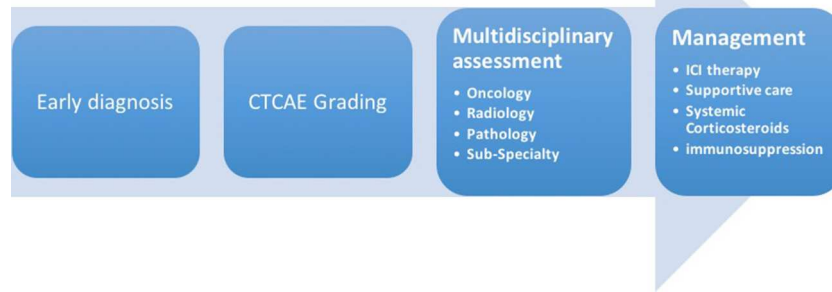 Early diagnosis
CTCAE Grading
Multidisciplinary
assessment
• Oncology
• Radiology
• Pathology
• Sub-Specialty
Management
• ICI therapy
• Supportive care
• Systemic
Corticosteroids
• immunosuppression